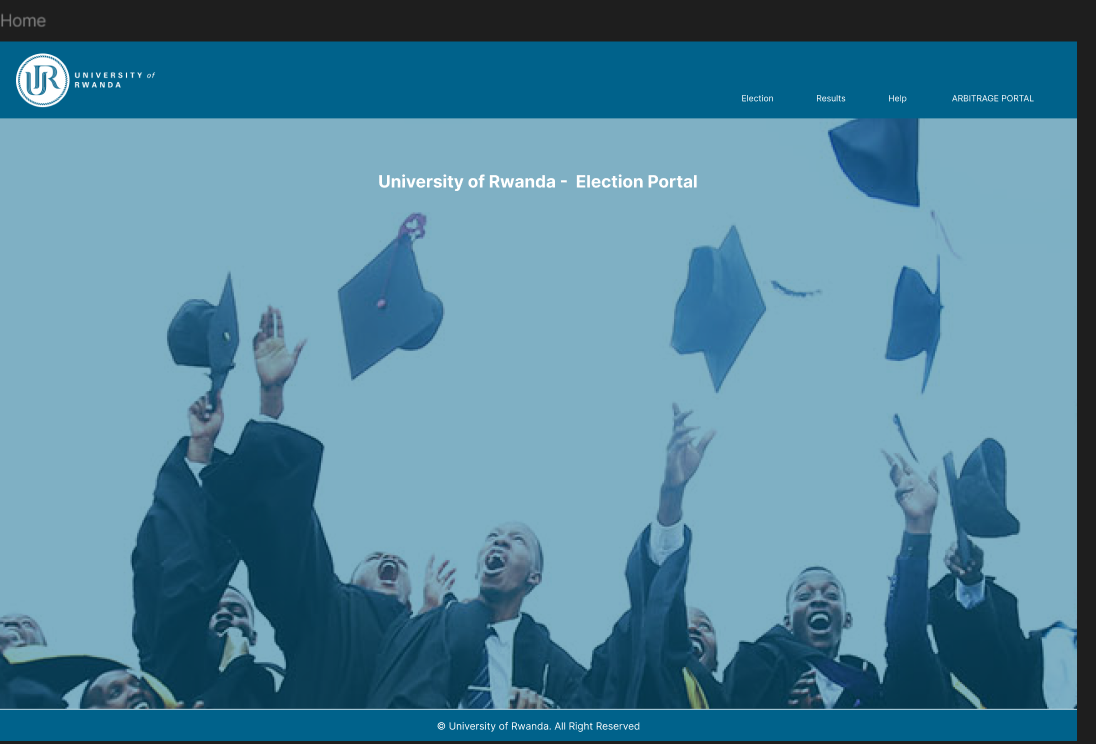 Home
UNIVERSITY of
RWANDA
Election Results Help ARBITRAGE PORTAL
University of Rwanda - Election Portal
© University of Rwanda. All Right Reserved